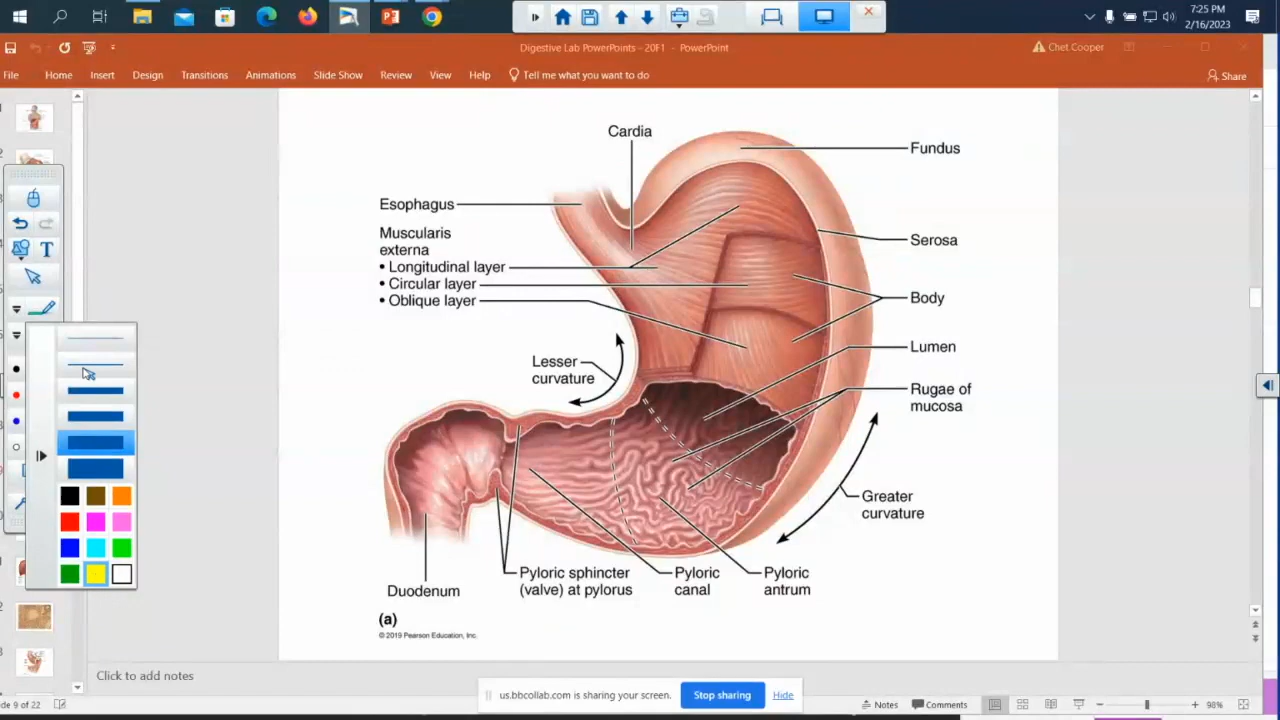 7:25 PM
2/16/2023
Digestive Lab PowerPoints - 20F1 - PowerPoint
Chet Cooper
File Home Insert Design Transitions Animations Slide Show Review View Help Tell me what you want to do
Share
Cardia
Fundus
Esophagus
Muscularis
externa
• Longitudinal layer
• Circular layer
• Oblique layer
Serosa
Body
Lumen
Lesser
curvature
Rugae of
mucosa
Greater
curvature
Pyloric sphincter
(valve) at pylorus
Pyloric
canal
Pyloric
antrum
Duodenum
(a)
© 2019 Pearson Education, Inc.
Click to add notes
us.bbcollab.com is sharing your screen. Stop sharing Hide
de 9 of 22
Notes Comments 98%